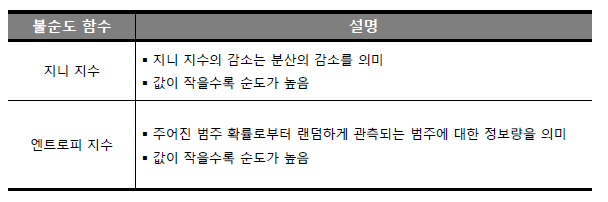 불순도 함수 설명
지니 지수
▪ 지니 지수의 감소는 분산의 감소를 의미
▪ 값이 작을수록 순도가 높음
엔트로피 지수
▪ 주어진 범주 확률로부터 랜덤하게 관측되는 범주에 대한 정보량을 의미
▪ 값이 작을수록 순도가 높음